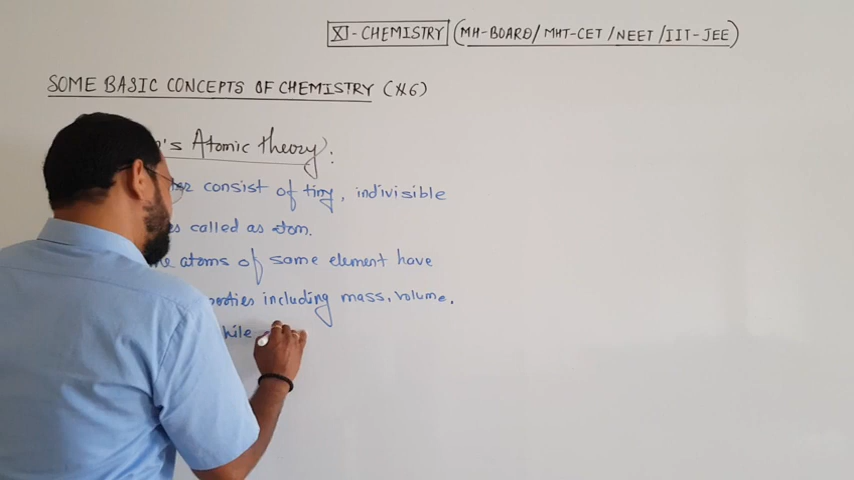 XI - CHEMISTRY (MH-BOARD/ MHT-CET /NEET /IIT-JEE)
SOME BASIC CONCEPTS OF CHEMISTRY (#6)
's Atomic theory:
consist of tiny, indivisible
called as atom.
atoms of same element have
including mass, volume.